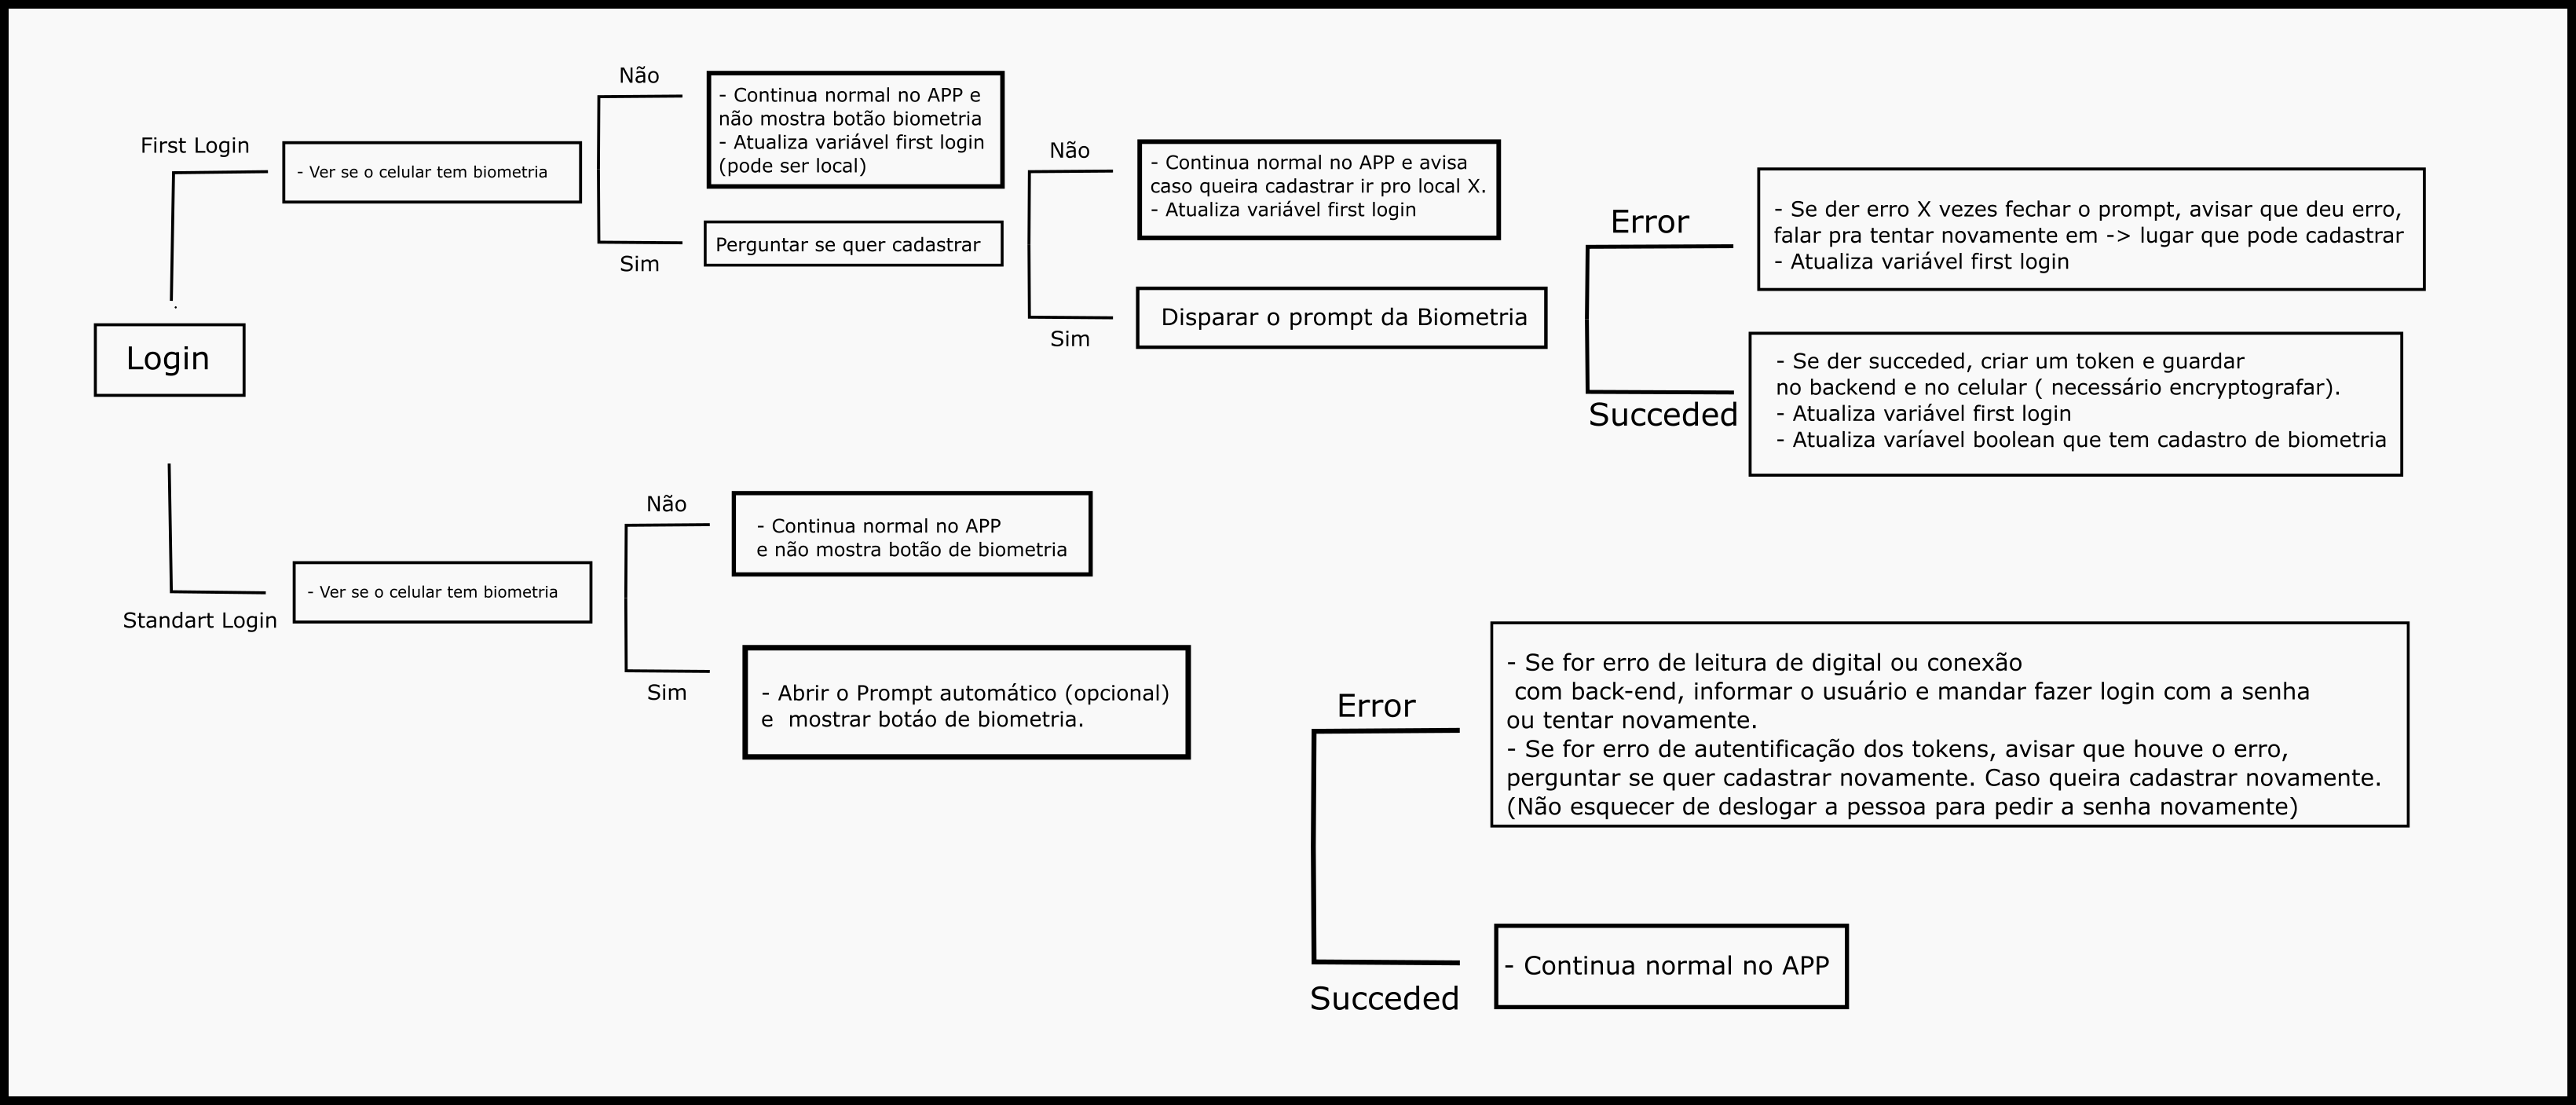 Não
- Continua normal no APP e
não mostra botão biometria
- Atualiza variável first login
(pode ser local)
First Login
- Ver se o celular tem biometria
Sim
Perguntar se quer cadastrar
Não
- Continua normal no APP e avisa
caso queira cadastrar ir pro local X.
- Atualiza variável first login
Sim
Disparar o prompt da Biometria
Error
- Se der erro X vezes fechar o prompt, avisar que deu erro,
falar pra tentar novamente em -> lugar que pode cadastrar
- Atualiza variável first login
Succeded
- Se der succeded, criar um token e guardar
no backend e no celular ( necessário encryptografar).
- Atualiza variável first login
- Atualiza varíavel boolean que tem cadastro de biometria
Login
Standart Login
- Ver se o celular tem biometria
Não
- Continua normal no APP
e não mostra botão de biometria
Sim
- Abrir o Prompt automático (opcional)
e  mostrar botáo de biometria.
Error
- Se for erro de leitura de digital ou conexão
com back-end, informar o usuário e mandar fazer login com a senha
ou tentar novamente.
- Se for erro de autentificação dos tokens, avisar que houve o erro,
perguntar se quer cadastrar novamente. Caso queira cadastrar novamente.
(Não esquecer de deslogar a pessoa para pedir a senha novamente)
Succeded
- Continua normal no APP